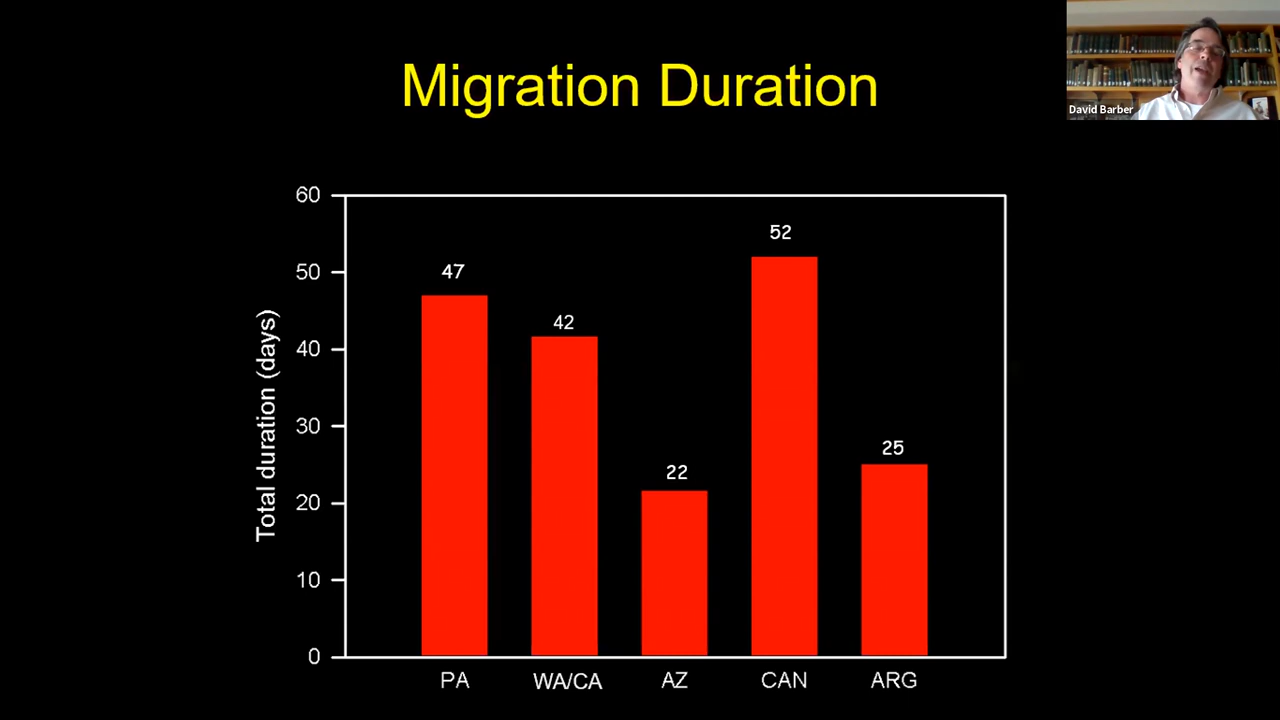 Migration Duration
David Barber
Total duration (days)
60
50
40
30
20
10
0
47
42
22
52
25
PA
WA/CA
AZ
CAN
ARG